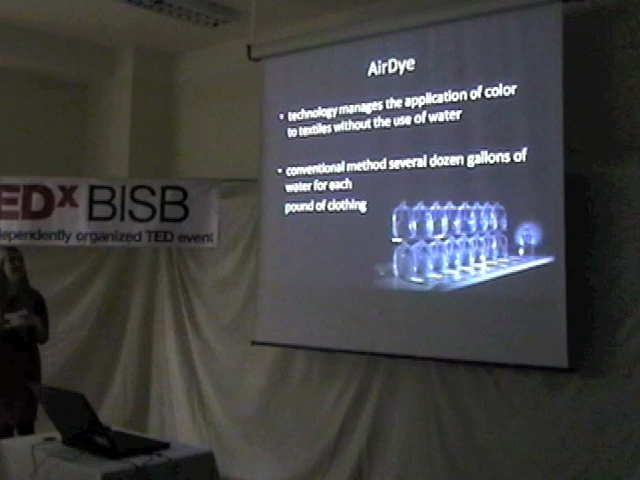 AirDye
• technology manages the application of color
to textiles without the use of water
• conventional method several dozen gallons of
water for each
pound of clothing
EDx BISB
dependently organized TED event